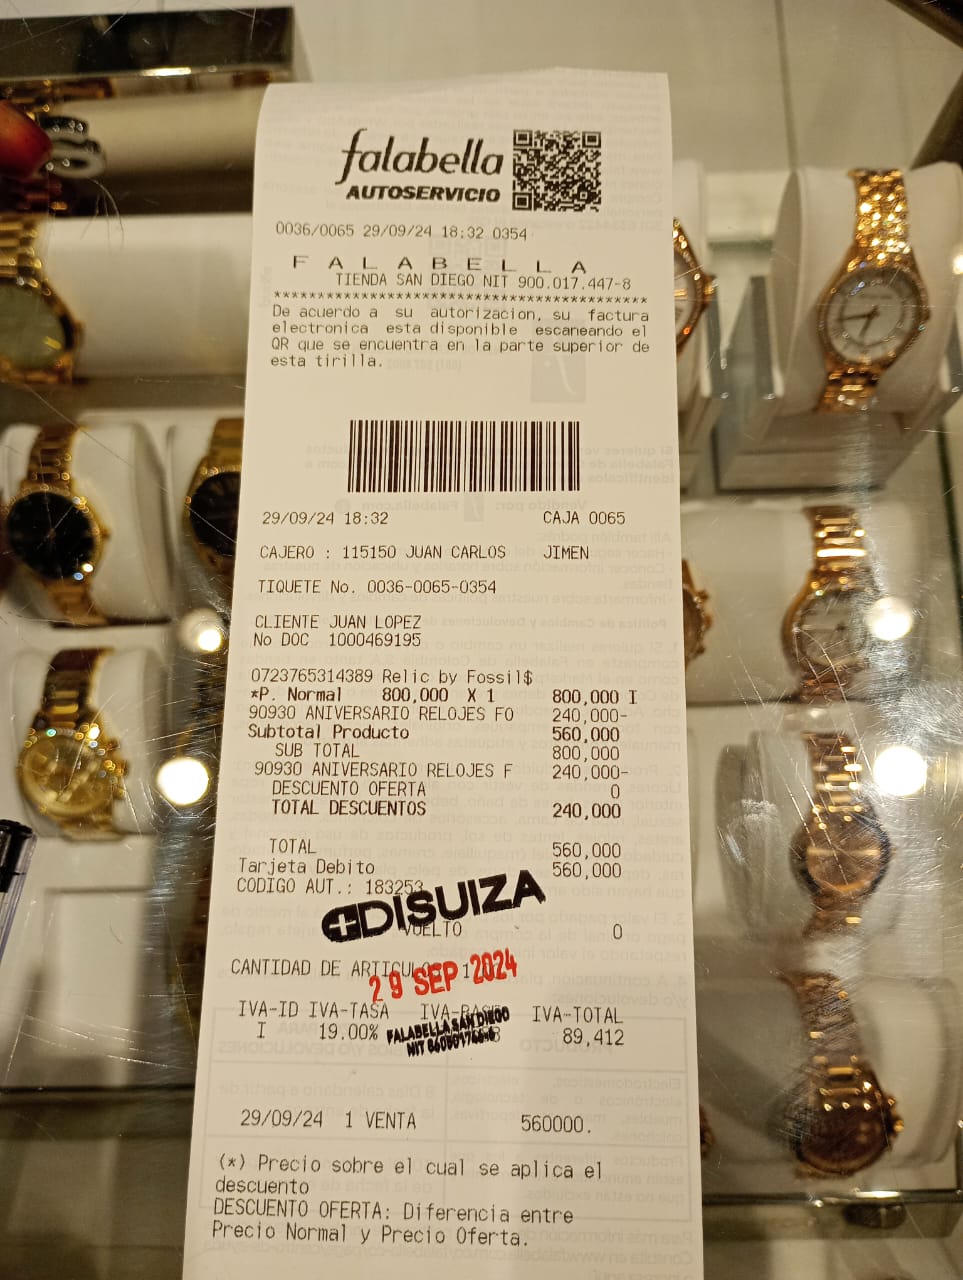 falabella
AUTOSERVICIO
0036/0065 29/09/24 18:32 0354
F A L A B E L L A
TIENDA SAN DIEGO NIT 900.017.447-8
******************************************
De acuerdo a su autorizacion, su factura
electronica esta disponible escaneando el
QR que se encuentra en la parte superior de
esta tirilla.
29/09/24 18:32 CAJA 0065
CAJERO : 115150 JUAN CARLOS JIMEN
TIQUETE No. 0036-0065-0354
CLIENTE JUAN LOPEZ
No DOC 1000469195
0723765314389 Relic by Fossil$
*P. Normal 800,000 X 1 800,000 I
90930 ANIVERSARIO RELOJES FO 240,000-
Subtotal Producto 560,000
SUB TOTAL 800,000
90930 ANIVERSARIO RELOJES F 240,000-
DESCUENTO OFERTA 0
TOTAL DESCUENTOS 240,000
TOTAL 560,000
Tarjeta Debito 560,000
CODIGO AUT.: 183253
DISUIZA
VUELTO 0
CANTIDAD DE ARTICULOS 1
29 SEP 2024
IVA-ID IVA-TASA IVA-BASE IVA-TOTAL
I 19.00% 89,412
FALABELLA SAN DIEGO
NIT
29/09/24 1 VENTA 560000.
(*) Precio sobre el cual se aplica el
descuento
DESCUENTO OFERTA: Diferencia entre
Precio Normal y Precio Oferta.